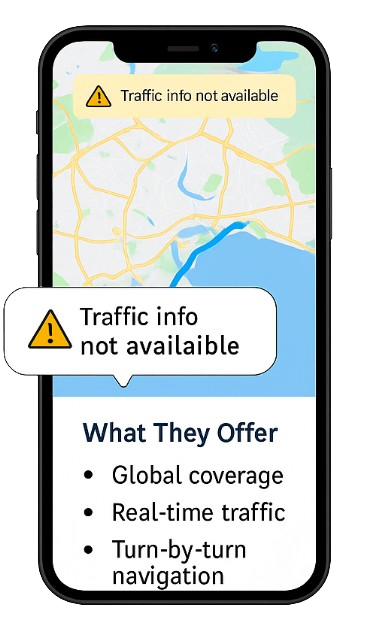 Traffic info not available
Traffic info
not availaible
What They Offer
• Global coverage
• Real-time traffic
• Turn-by-turn
navigation